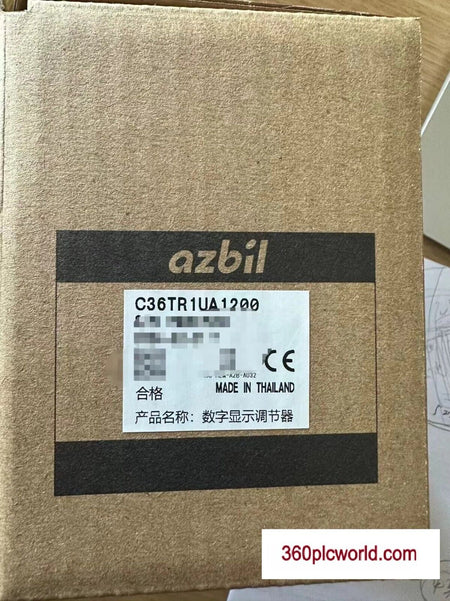 azbil
C36TR1UA1200
CE
MADE IN THAILAND
合格
产品名称：数字显示调节器
360plcworld.com